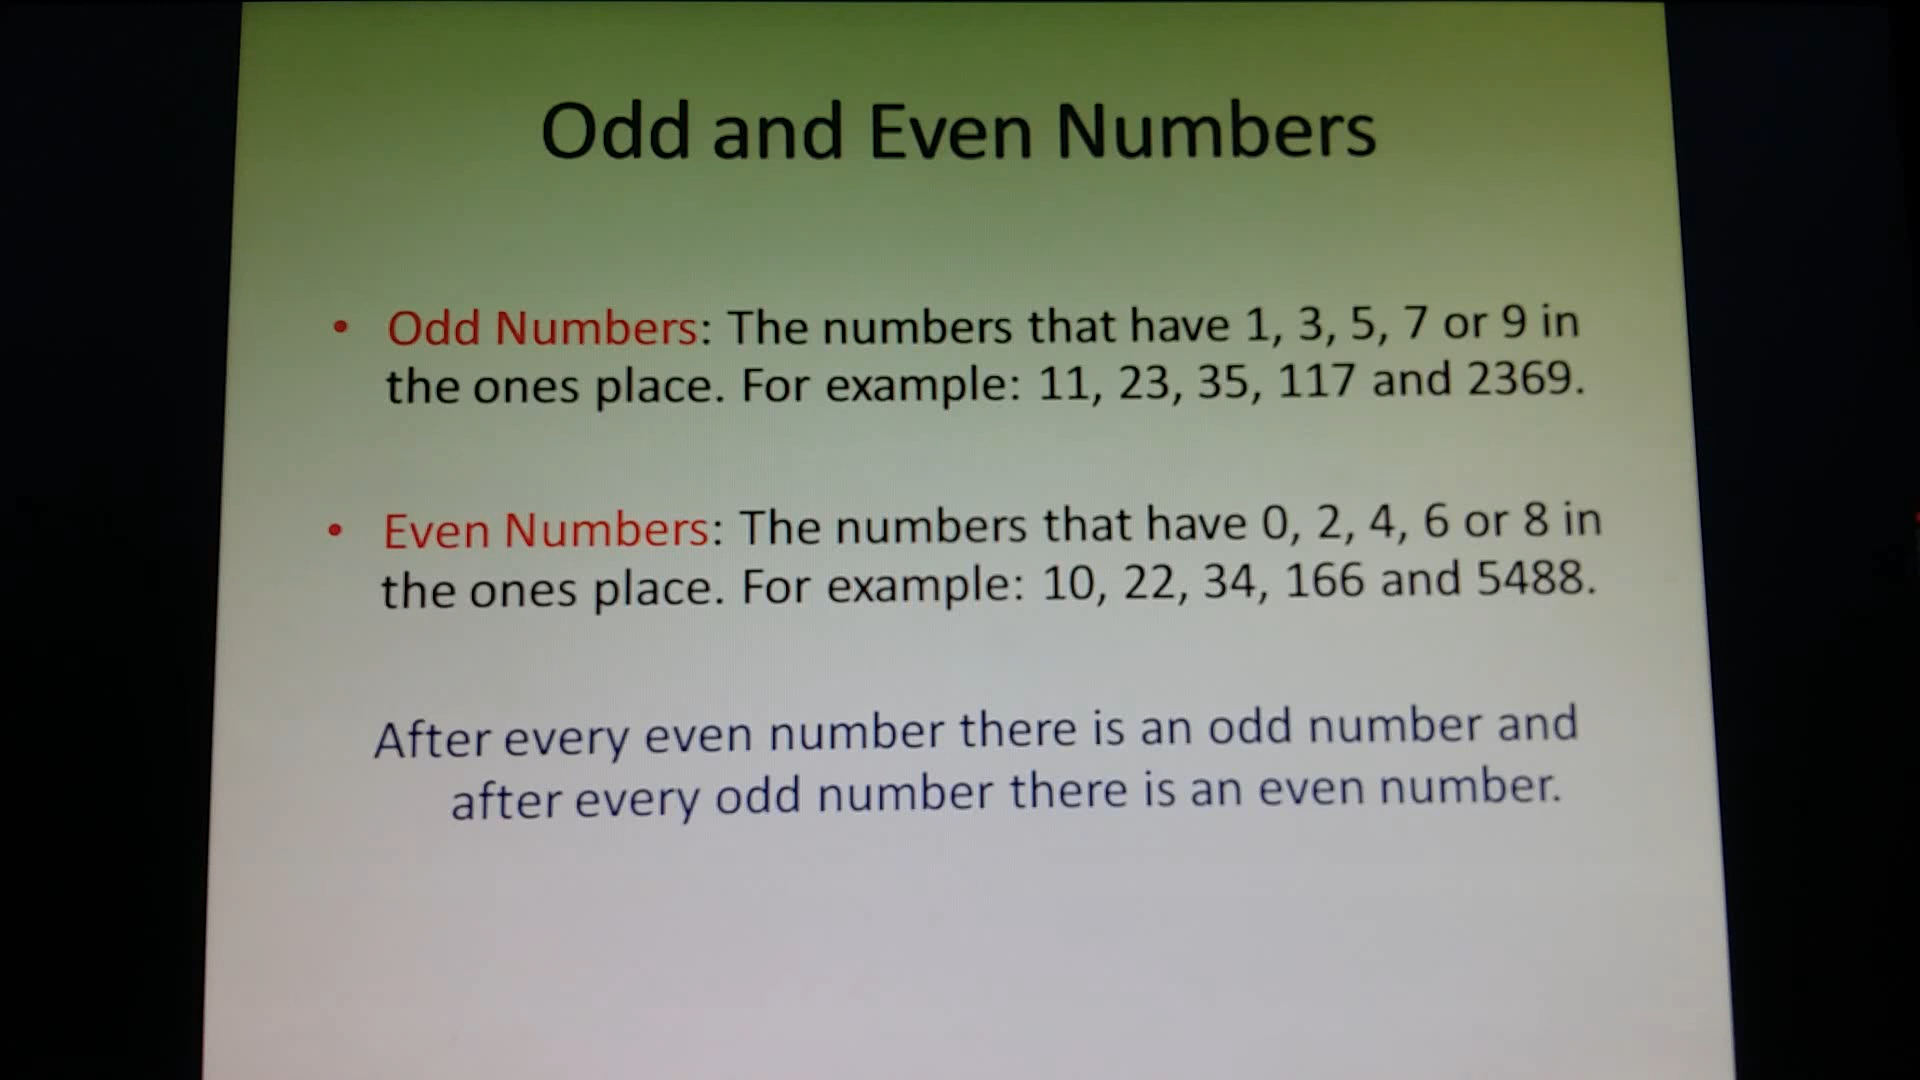 Odd and Even Numbers
• Odd Numbers: The numbers that have 1, 3, 5, 7 or 9 in
the ones place. For example: 11, 23, 35, 117 and 2369.
• Even Numbers: The numbers that have 0, 2, 4, 6 or 8 in
the ones place. For example: 10, 22, 34, 166 and 5488.
After every even number there is an odd number and
after every odd number there is an even number.